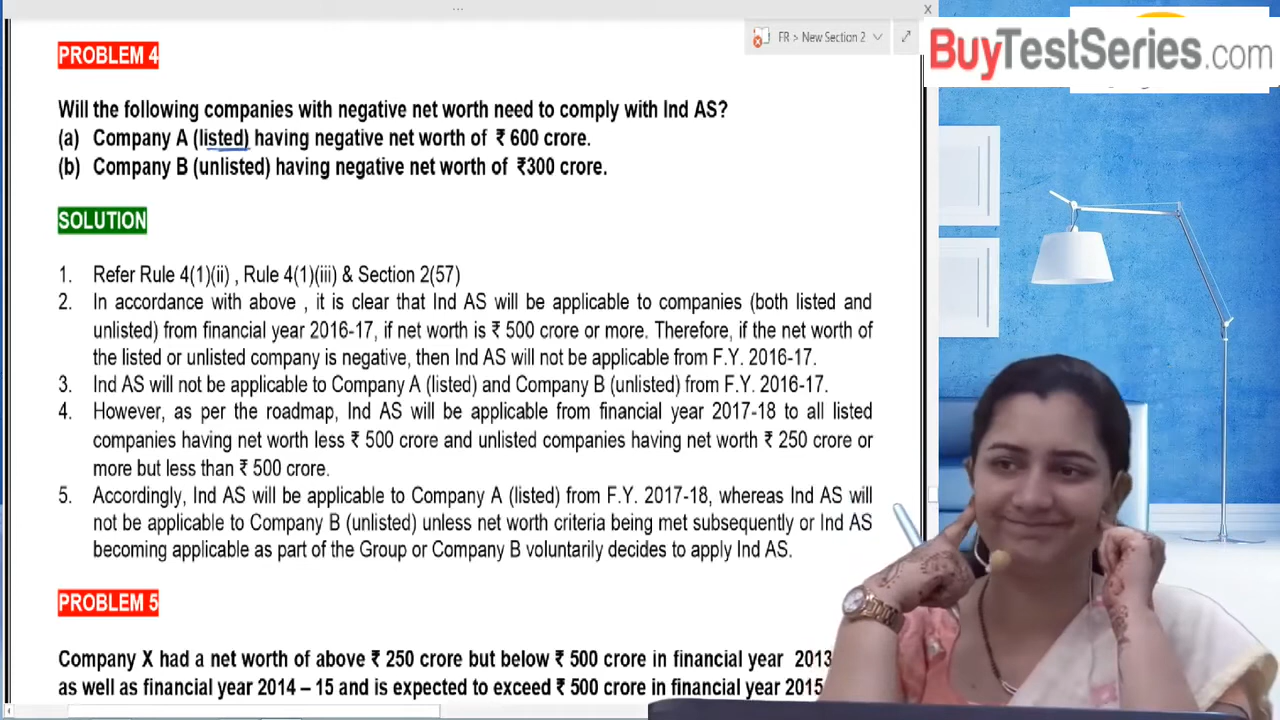 ...
X
FR > New Section 2
BuyTestSeries.com
PROBLEM 4
Will the following companies with negative net worth need to comply with Ind AS?
(a) Company A (listed) having negative net worth of ₹ 600 crore.
(b) Company B (unlisted) having negative net worth of ₹300 crore.
SOLUTION
1. Refer Rule 4(1)(ii) , Rule 4(1)(iii) & Section 2(57)
2. In accordance with above , it is clear that Ind AS will be applicable to companies (both listed and
unlisted) from financial year 2016-17, if net worth is ₹ 500 crore or more. Therefore, if the net worth of
the listed or unlisted company is negative, then Ind AS will not be applicable from F.Y. 2016-17.
3. Ind AS will not be applicable to Company A (listed) and Company B (unlisted) from F.Y. 2016-17.
4. However, as per the roadmap, Ind AS will be applicable from financial year 2017-18 to all listed
companies having net worth less ₹ 500 crore and unlisted companies having net worth ₹ 250 crore or
more but less than ₹ 500 crore.
5. Accordingly, Ind AS will be applicable to Company A (listed) from F.Y. 2017-18, whereas Ind AS will
not be applicable to Company B (unlisted) unless net worth criteria being met subsequently or Ind AS
becoming applicable as part of the Group or Company B voluntarily decides to apply Ind AS.
PROBLEM 5
Company X had a net worth of above ₹ 250 crore but below ₹ 500 crore in financial year 2013
as well as financial year 2014 – 15 and is expected to exceed ₹ 500 crore in financial year 2015